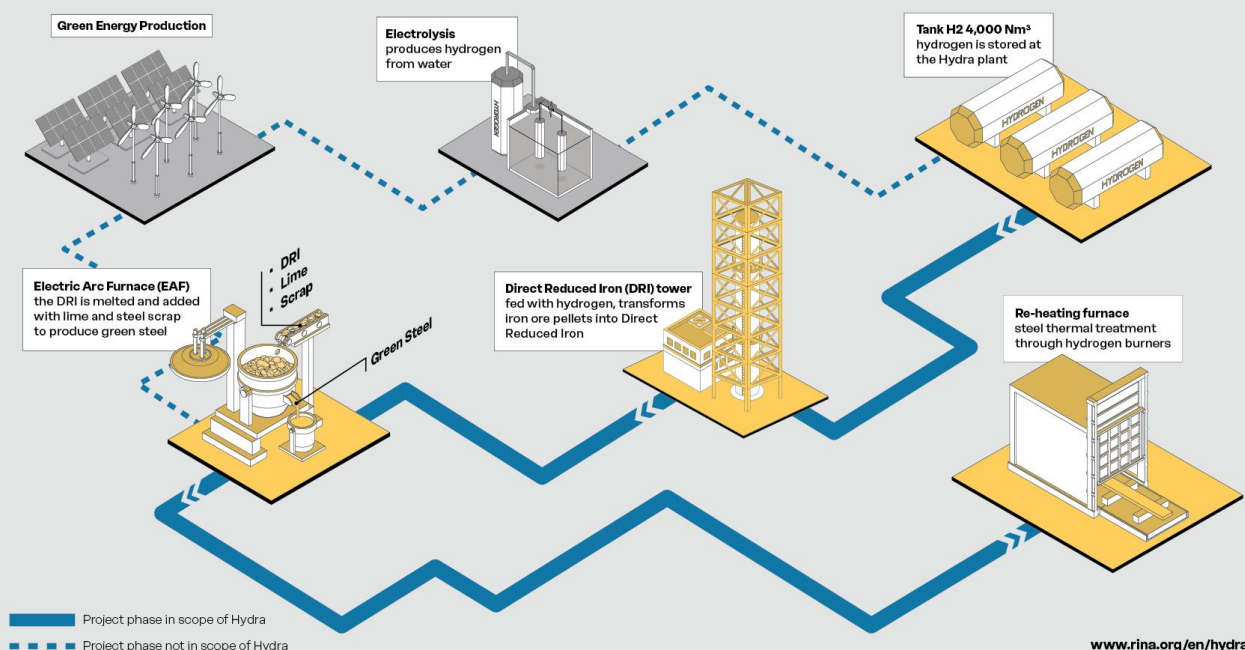 Green Energy Production
Electrolysis
produces hydrogen
from water
HYDROGEN
Tank H2 4,000 Nm³
hydrogen is stored at
the Hydra plant
HYDROGEN
HYDROGEN
HYDROGEN
Electric Arc Furnace (EAF)
the DRI is melted and added
with lime and steel scrap
to produce green steel
DRI
Lime
Scrap
Green Steel
Direct Reduced Iron (DRI) tower
fed with hydrogen, transforms
iron ore pellets into Direct
Reduced Iron
Re-heating furnace
steel thermal treatment
through hydrogen burners
Project phase in scope of Hydra
Project phase not in scope of Hydra
www.rina.org/en/hydra